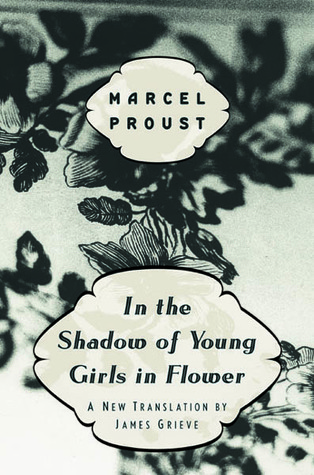 MARCEL
PROUST
In the
Shadow of Young
Girls in Flower
A NEW TRANSLATION BY
JAMES GRIEVE